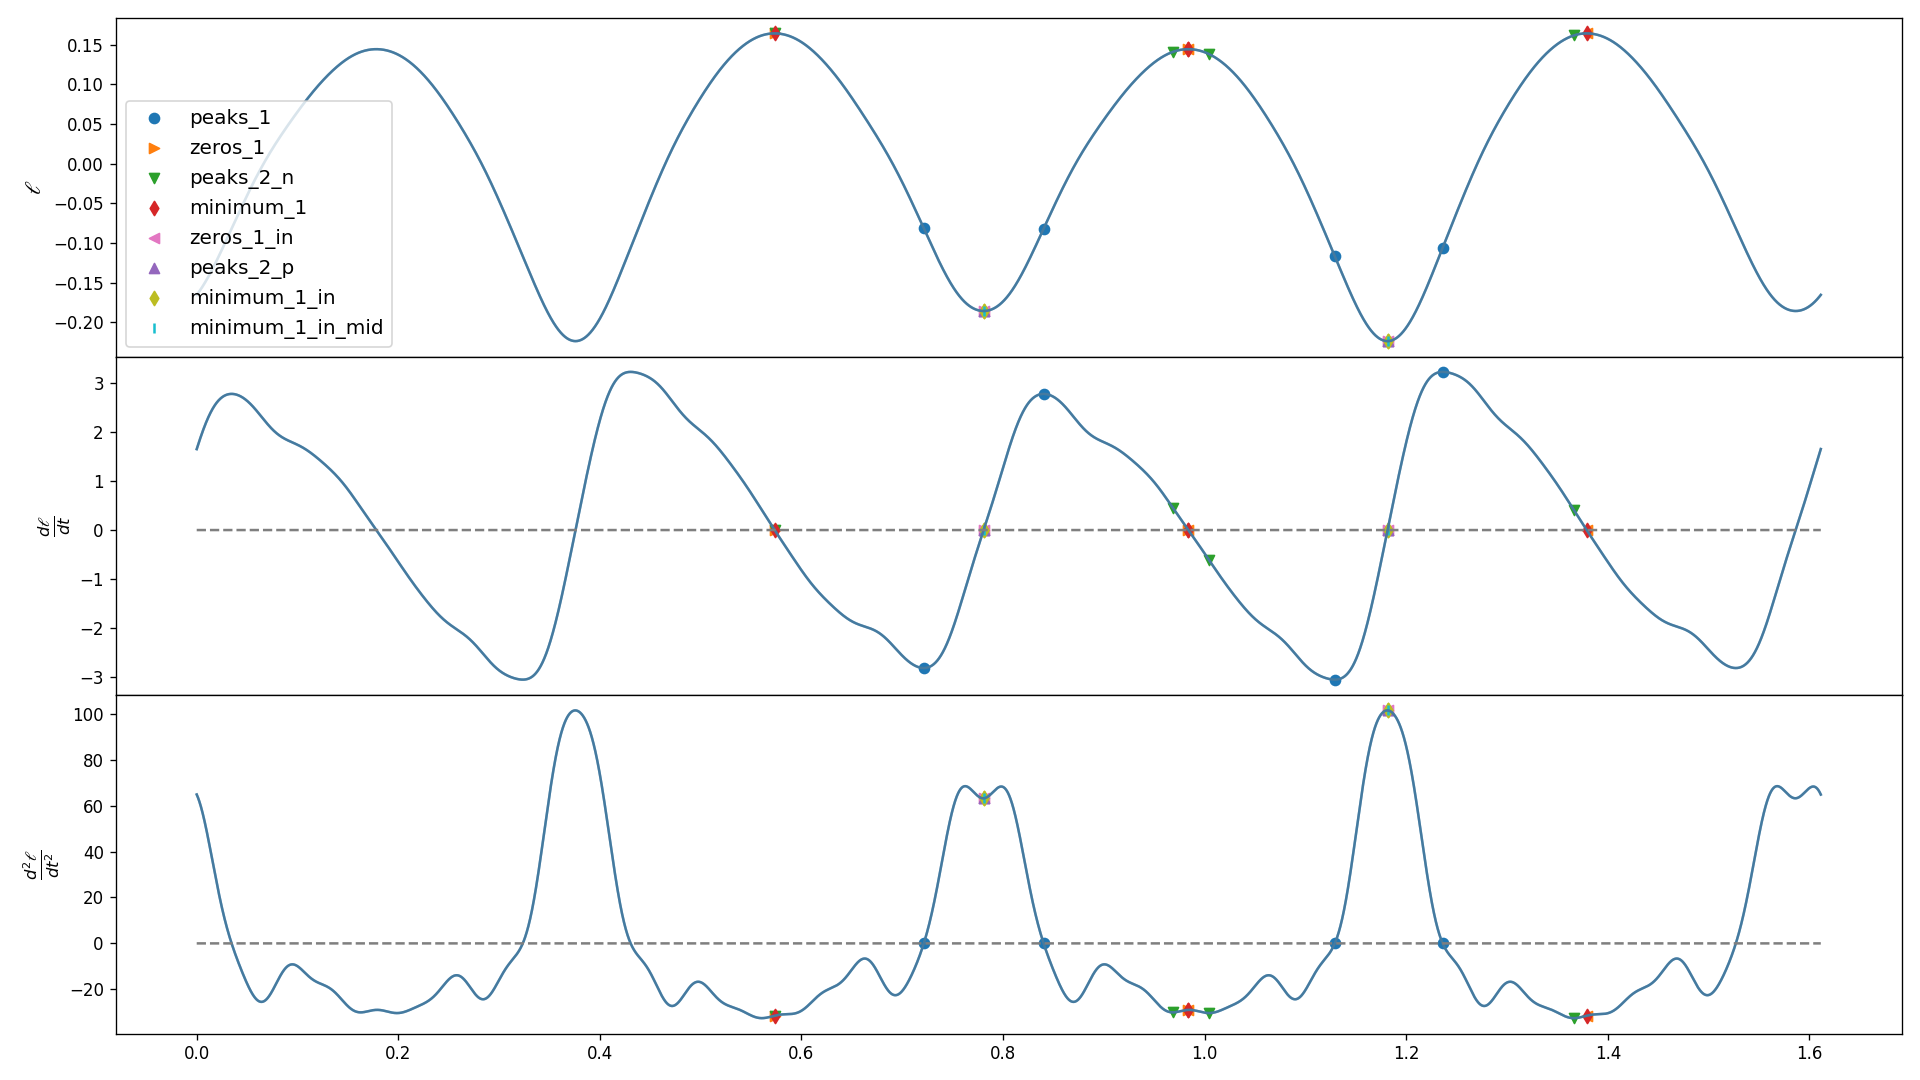 0.15
0.10
0.05
0.00
−0.05
−0.10
−0.15
−0.20
ℓ
peaks_1
zeros_1
peaks_2_n
minimum_1
zeros_1_in
peaks_2_p
minimum_1_in
minimum_1_in_mid
3
2
1
0
−1
−2
−3
dℓ
dt
100
80
60
40
20
0
−20
d²ℓ
dt²
0.0 0.2 0.4 0.6 0.8 1.0 1.2 1.4 1.6